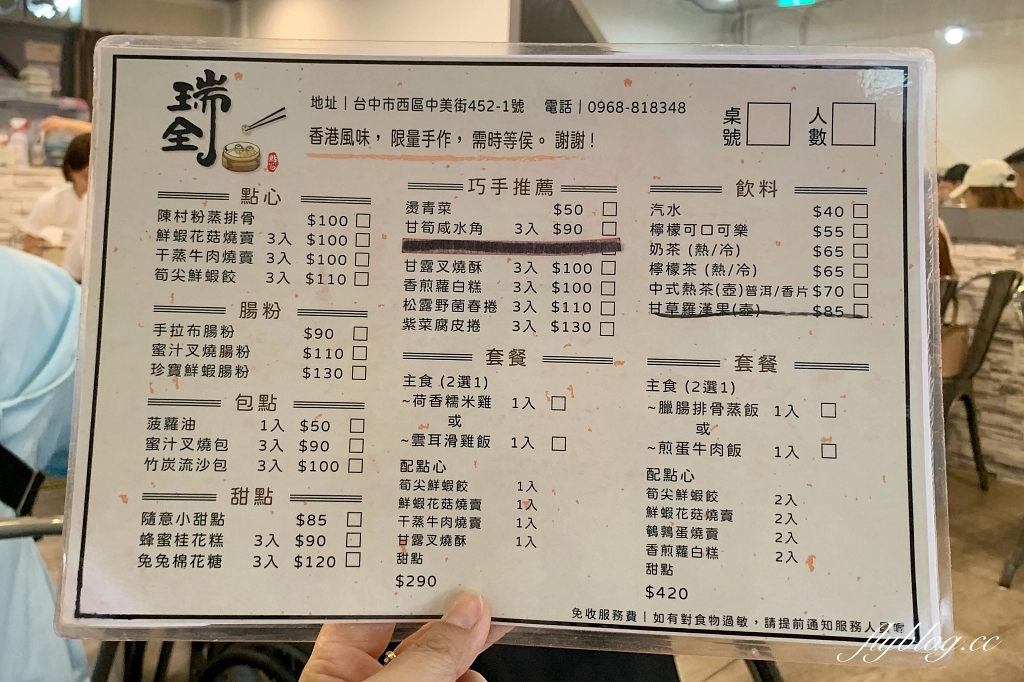 瑞全
點心
地址｜台中市西區中美街452-1號 電話｜0968-818348
香港風味，限量手作，需時等侯。謝謝！
桌號
人數
點心
陳村粉蒸排骨 $100
鮮蝦花菇燒賣 3入 $100
干蒸牛肉燒賣 3入 $100
筍尖鮮蝦餃 3入 $110
腸粉
手拉布腸粉 $90
蜜汁叉燒腸粉 $110
珍寶鮮蝦腸粉 $130
包點
菠蘿油 1入 $50
蜜汁叉燒包 3入 $90
竹炭流沙包 3入 $100
甜點
隨意小甜點 $85
蜂蜜桂花糕 3入 $90
兔兔棉花糖 3入 $120
巧手推薦
燙青菜 $50
甘筍咸水角 3入 $90
甘露叉燒酥 3入 $100
香煎蘿白糕 3入 $100
松露野菌春捲 3入 $110
紫菜腐皮捲 3入 $130
套餐
主食 (2選1)
~荷香糯米雞 1入
或
~雲耳滑雞飯 1入
配點心
筍尖鮮蝦餃 1入
鮮蝦花菇燒賣 1入
干蒸牛肉燒賣 1入
甘露叉燒酥 1入
甜點
$290
飲料
汽水 $40
檸檬可口可樂 $55
奶茶 (熱/冷) $65
檸檬茶 (熱/冷) $65
中式熱茶(壺)普洱/香片 $70
甘草羅漢果(壺) $85
套餐
主食 (2選1)
~臘腸排骨蒸飯 1入
或
~煎蛋牛肉飯 1入
配點心
筍尖鮮蝦餃 2入
鮮蝦花菇燒賣 2入
鵪鶉蛋燒賣 2入
香煎蘿白糕 2入
甜點
$420
免收服務費｜如有對食物過敏，請提前通知服務人員喔
flyblog.cc